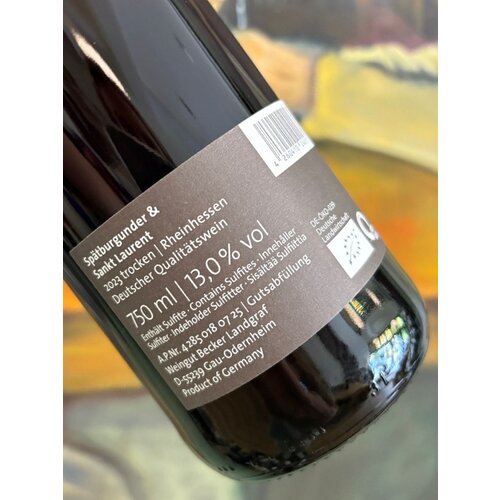 Spätburgunder &
Sankt Laurent
2023 trocken | Rheinhessen
Deutscher Qualitätswein
750 ml | 13,0 % vol
Enthält Sulfite · Contains Sulfites · Innehåller
Sulfiter · Indeholder Sulfitter · Sisältää Sulfiittia
A.P.Nr. 4 285 018 07 25 | Gutsabfüllung
Weingut Becker Landgraf
D-55239 Gau-Odernheim
Product of Germany
DE-ÖKO-039
Deutsche
Landwirtschaft